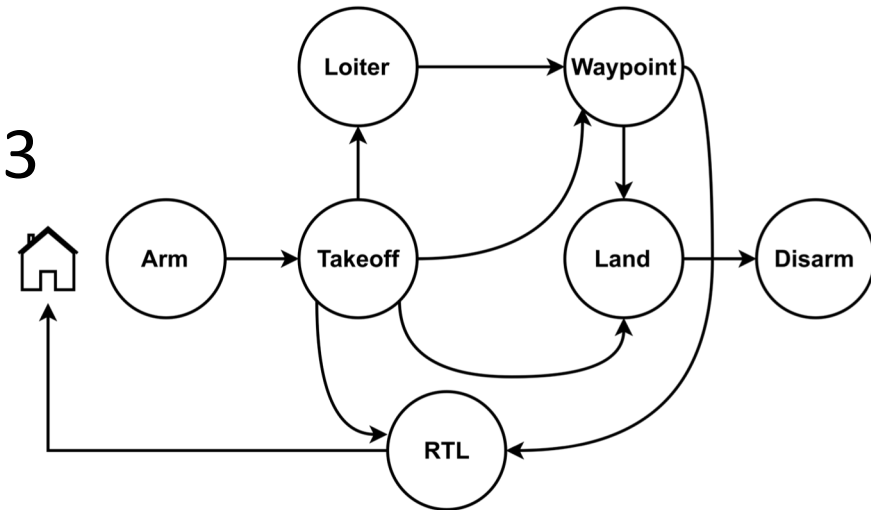 Loiter
Waypoint
3
Arm
Takeoff
Land
Disarm
RTL